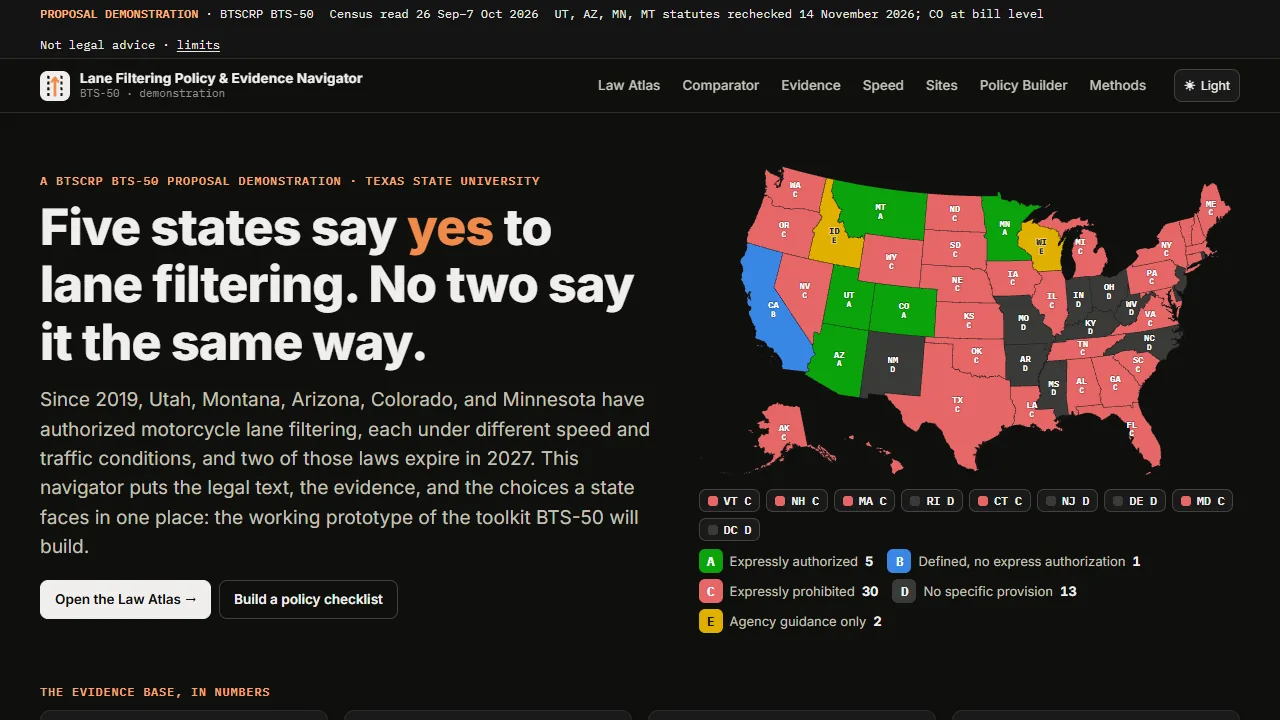 PROPOSAL DEMONSTRATION · BTSCRP BTS-50 Census read 26 Sep–7 Oct 2026 UT, AZ, MN, MT statutes rechecked 14 November 2026; CO at bill level
Not legal advice · limits
Lane Filtering Policy & Evidence Navigator
BTS-50 · demonstration
Law Atlas Comparator Evidence Speed Sites Policy Builder Methods ☀ Light
A BTSCRP BTS-50 PROPOSAL DEMONSTRATION · TEXAS STATE UNIVERSITY
Five states say yes to
lane filtering. No two say
it the same way.
Since 2019, Utah, Montana, Arizona, Colorado, and Minnesota have
authorized motorcycle lane filtering, each under different speed and
traffic conditions, and two of those laws expire in 2027. This
navigator puts the legal text, the evidence, and the choices a state
faces in one place: the working prototype of the toolkit BTS-50 will
build.
Open the Law Atlas → Build a policy checklist
WA C
OR C
CA B
NV C
ID E
MT A
WY C
UT A
AZ A
CO A
NM D
ND C
SD C
NE C
KS C
OK C
TX C
MN A
IA C
MO D
AR D
LA C
WI E
IL C
MI C
IN D
OH D
KY D
TN C
MS D
AL C
GA C
FL C
SC C
NC D
VA C
WV D
PA C
NY C
ME C
AK C
VT C NH C MA C RI D CT C NJ D DE D MD C
DC D
A Expressly authorized 5 B Defined, no express authorization 1
C Expressly prohibited 30 D No specific provision 13
E Agency guidance only 2
THE EVIDENCE BASE, IN NUMBERS